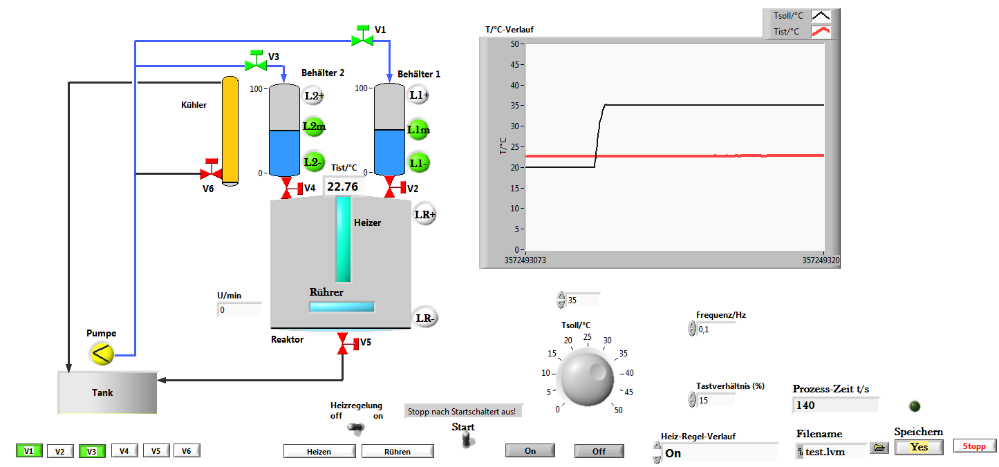 Tsoll/°C
Tist/°C
T/°C-Verlauf
50
45
40
35
30
25
20
15
10
5
0
T/°C
3572493073
357249320
V1
V3
Behälter 2
Behälter 1
100
100
L2+
L1+
Kühler
L2m
L1m
L2-
L1-
0
0
Tist/°C
22.76
V6
V4
V2
LR+
Heizer
Rührer
U/min
0
LR-
Reaktor
V5
Pumpe
Tank
35
Tsoll/°C
0
5
10
15
20
25
30
35
40
45
50
Frequenz/Hz
0,1
Tastverhältnis (%)
15
Prozess-Zeit t/s
140
Heizregelung
off on
Stopp nach Startschaltert aus!
Start
V1 V2 V3 V4 V5 V6
Heizen
Rühren
On
Off
Heiz-Regel-Verlauf
On
Filename
test.lvm
Speichern
Yes
Stopp